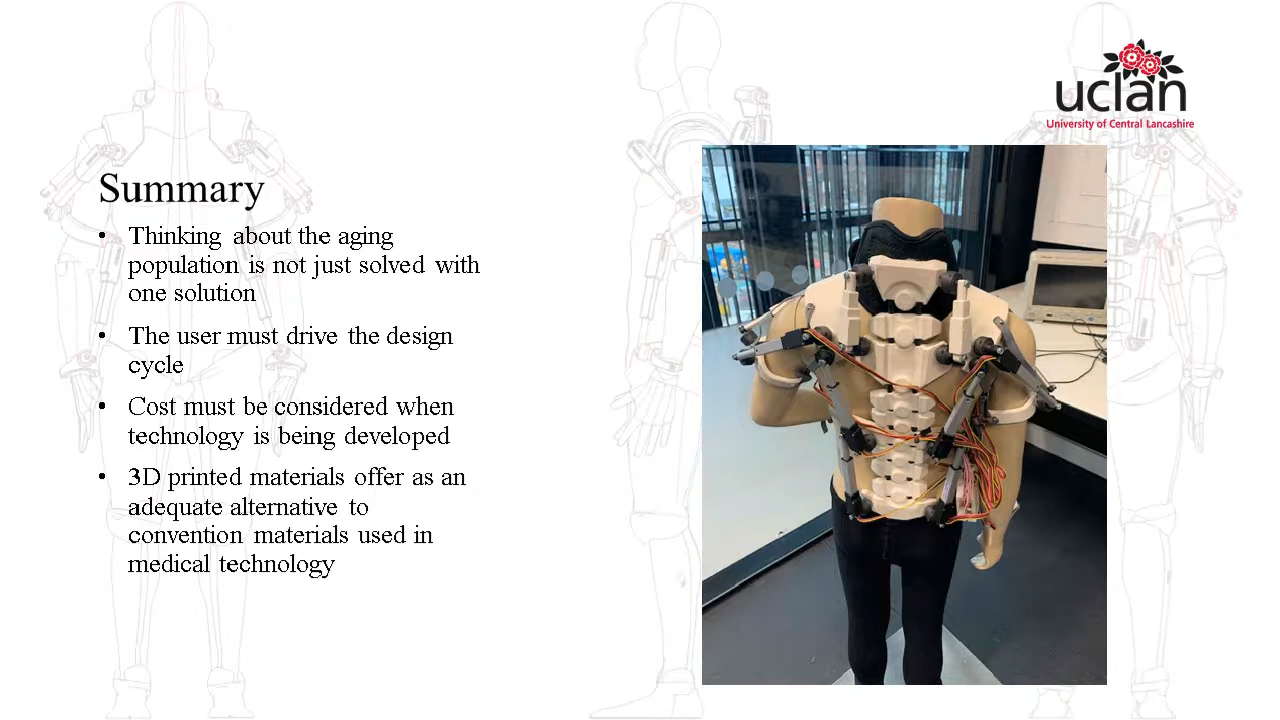 uclan
University of Central Lancashire
Summary
• Thinking about the aging
population is not just solved with
one solution
• The user must drive the design
cycle
• Cost must be considered when
technology is being developed
• 3D printed materials offer as an
adequate alternative to
convention materials used in
medical technology